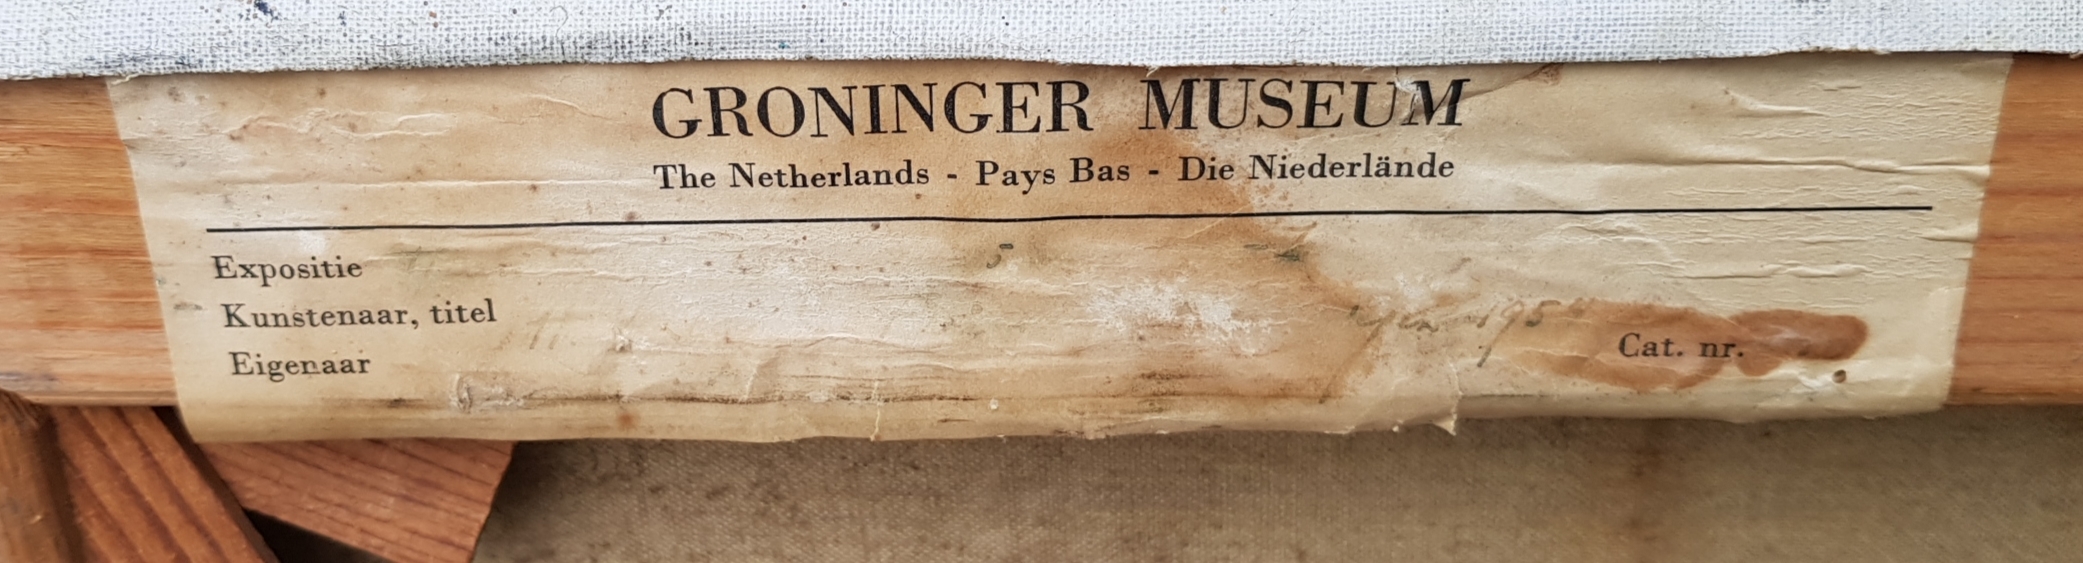 GRONINGER MUSEUM
The Netherlands - Pays Bas - Die Niederlände
Expositie
Kunstenaar, titel
Eigenaar
Cat. nr.